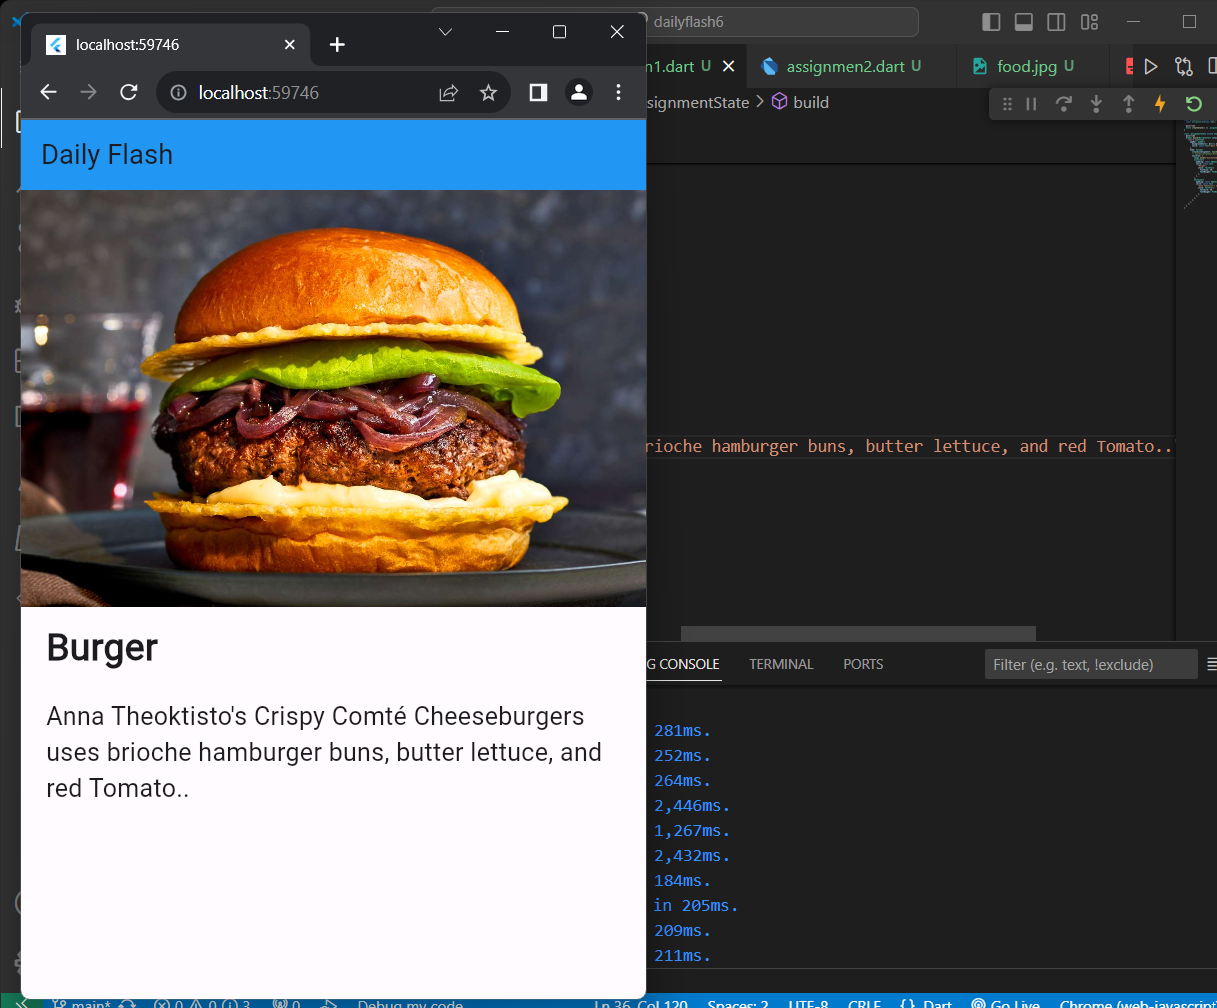 dailyflash6
localhost:59746
localhost:59746
n1.dart U
assignmen2.dart U
food.jpg U
signmentState > build
Daily Flash
rioche hamburger buns, butter lettuce, and red Tomato..
Burger
Anna Theoktisto's Crispy Comté Cheeseburgers
uses brioche hamburger buns, butter lettuce, and
red Tomato..
G CONSOLE
TERMINAL
PORTS
Filter (e.g. text, !exclude)
281ms.
252ms.
264ms.
2,446ms.
1,267ms.
2,432ms.
184ms.
in 205ms.
209ms.
211ms.
main* 0 0 3 0 Debug my code Ln 36, Col 120 Spaces: 2 UTF-8 CRLF {} Dart Go Live Chrome (web-javascript